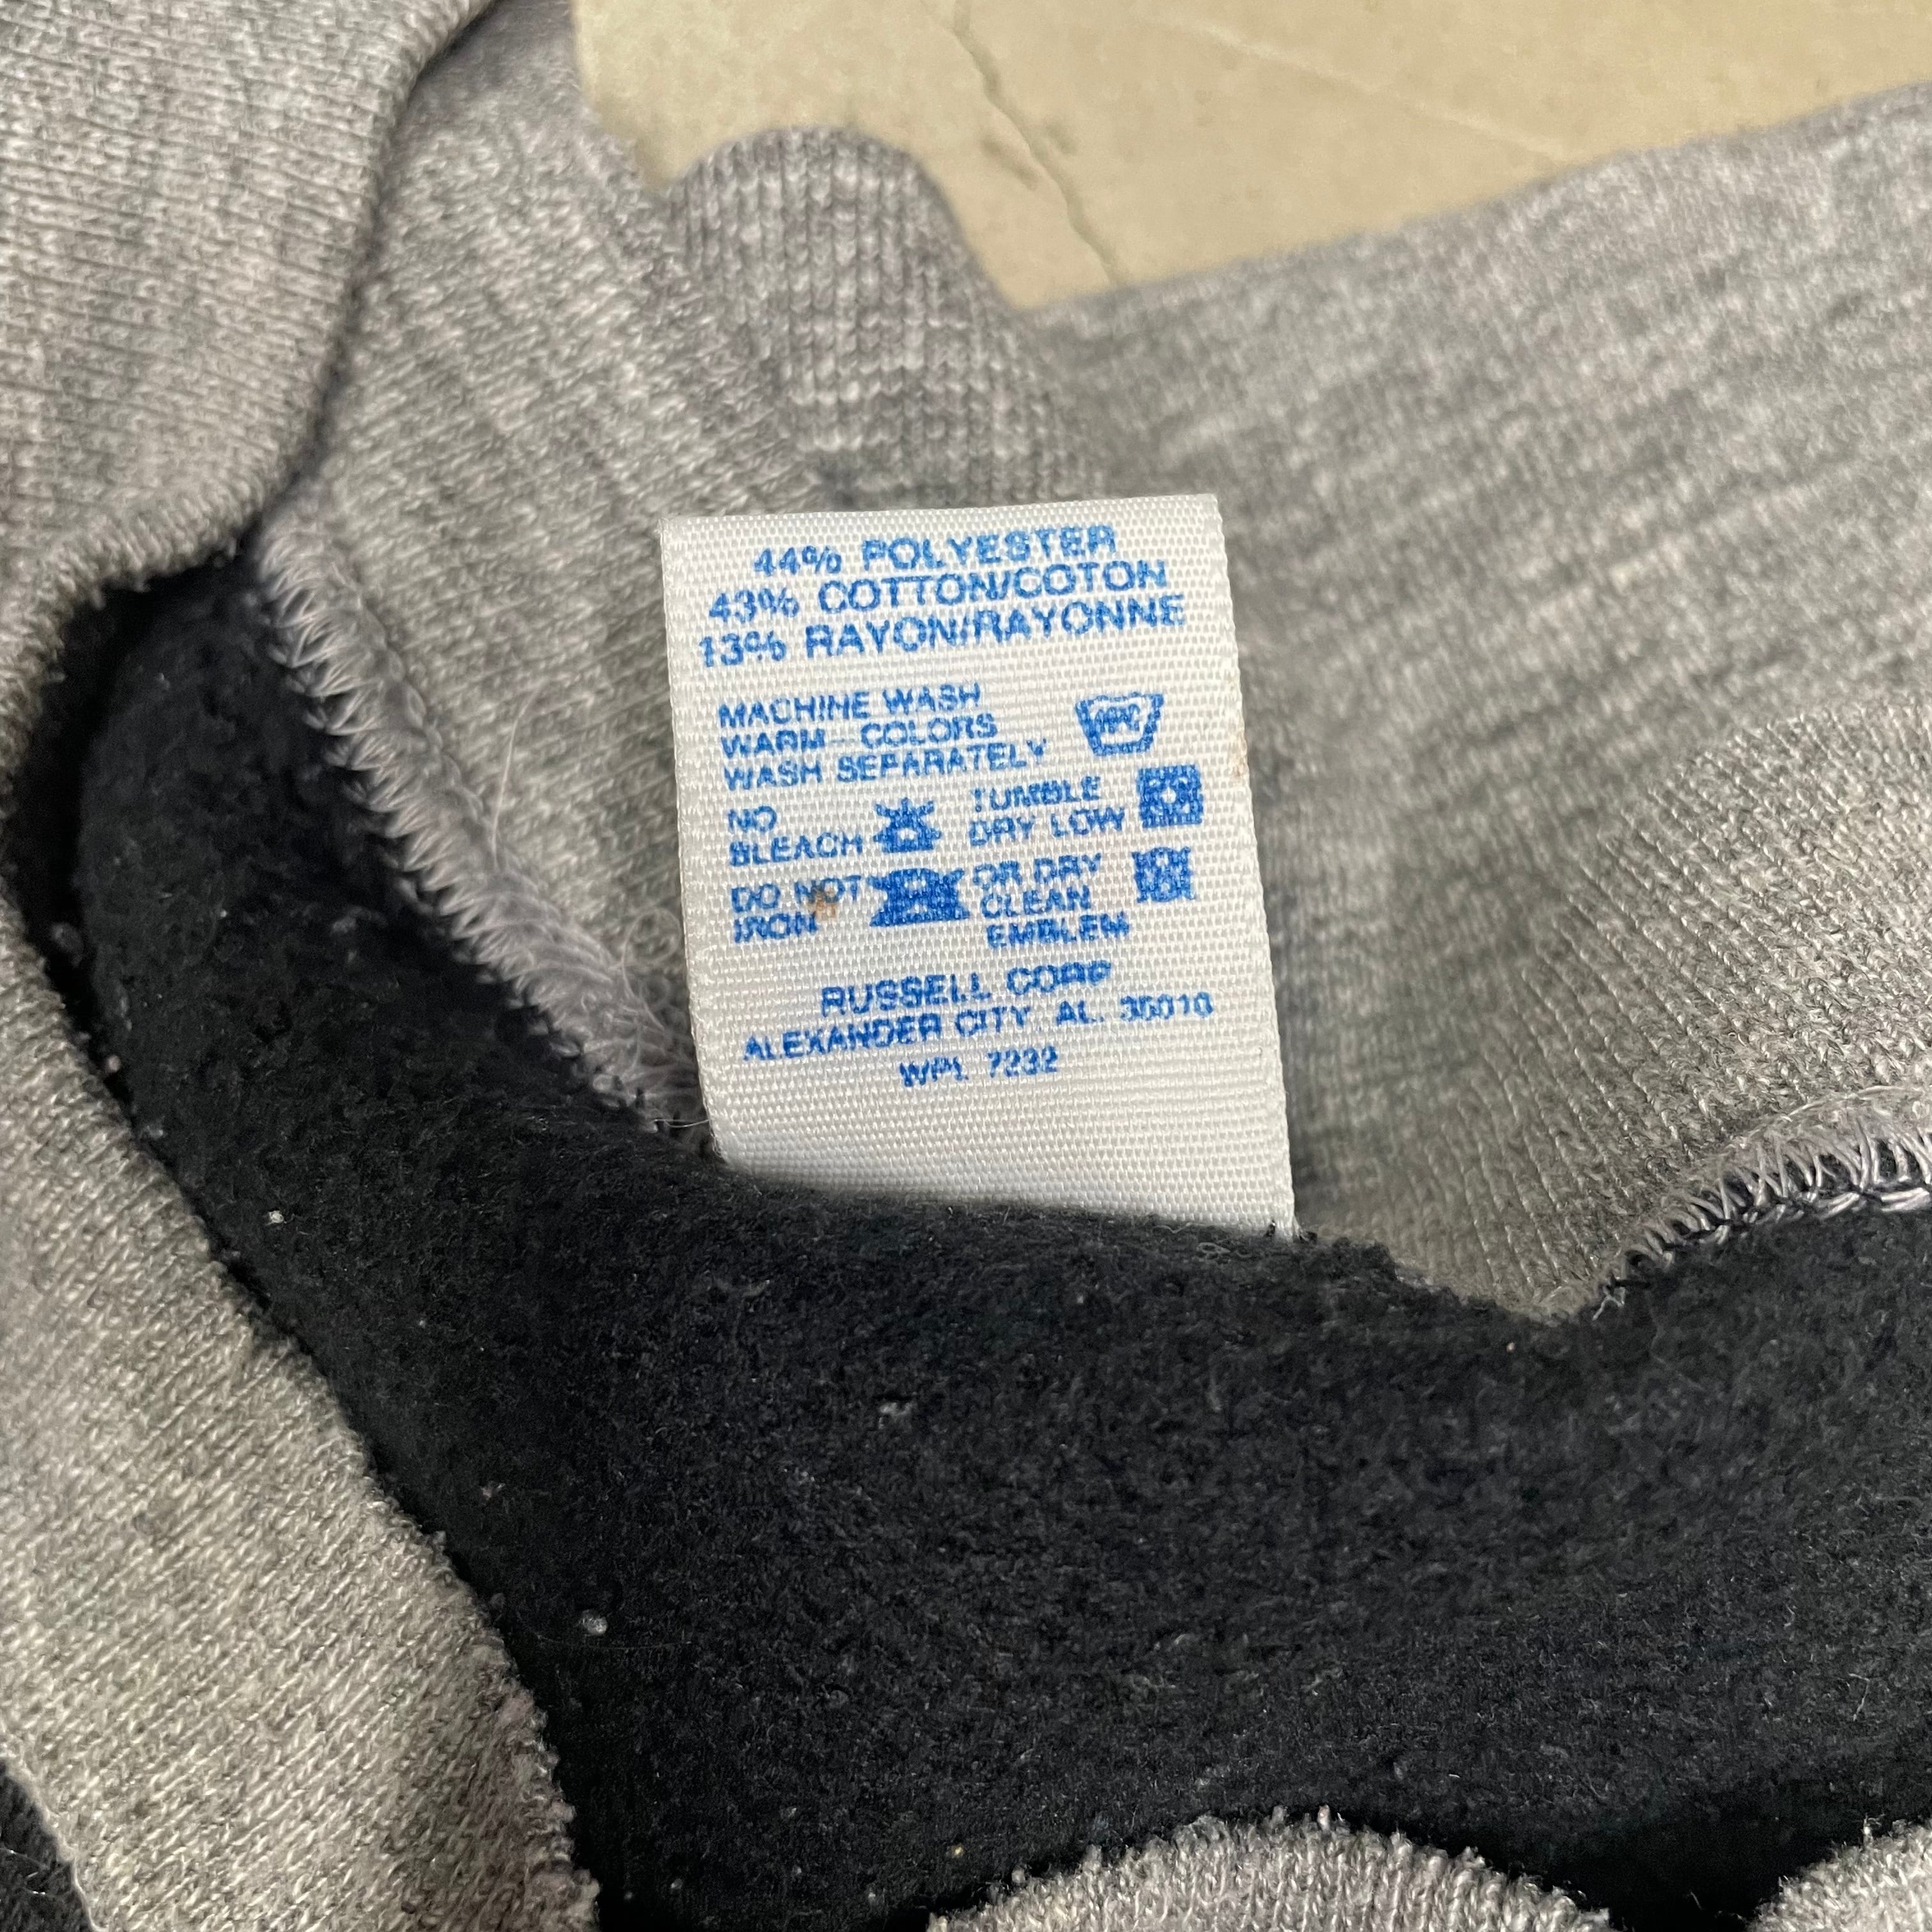 44% POLYESTER
43% COTTON/COTON
13% RAYON/RAYONNE
MACHINE WASH
WARM—COLORS
WASH SEPARATELY
NO
BLEACH
TUMBLE
DRY LOW
DO NOT
IRON
OR DRY
CLEAN
EMBLEM
RUSSELL CORP
ALEXANDER CITY, AL. 35010
WPL 7232